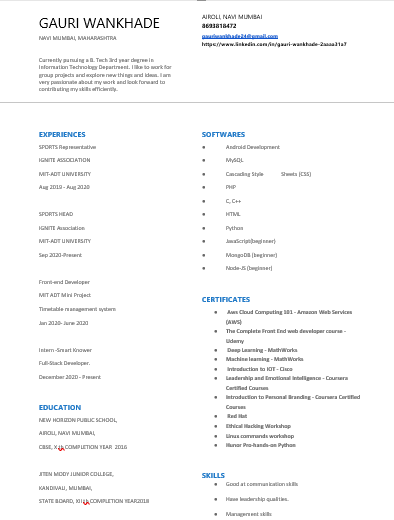 GAURI WANKHADE
NAVI MUMBAI, MAHARASHTRA
Currently pursuing a B. Tech 3rd year degree in
Information Technology Department. I like to work for
group projects and explore new things and ideas. I am
very passionate about my work and look forward to
contributing my skills efficiently.
AIROLI, NAVI MUMBAI
8693818472
gauriwankhade24@gmail.com
https://www.linkedin.com/in/gauri-wankhade-2aaaa31a7
EXPERIENCES
SPORTS Representative
IGNITE ASSOCIATION
MIT-ADT UNIVERSITY
Aug 2019 - Aug 2020
SPORTS HEAD
IGNITE Association
MIT-ADT UNIVERSITY
Sep 2020-Present
Front-end Developer
MIT ADT Mini Project
Timetable management system
Jan 2020-June 2020
Intern -Smart Knower
Full-Stack Developer.
December 2020 - Present
EDUCATION
NEW HORIZON PUBLIC SCHOOL,
AIROLI, NAVI MUMBAI,
CBSE, X th COMPLETION YEAR 2016
JITEN MODY JUNIOR COLLEGE,
KANDIVALI, MUMBAI,
STATE BOARD, XII th COMPLETION YEAR2018
SOFTWARES
● Android Development
● MySQL
● Cascading Style Sheets (CSS)
● PHP
● C, C++
● HTML
● Python
● JavaScript(beginner)
● MongoDB (beginner)
● Node-JS (beginner)
CERTIFICATES
● Aws Cloud Computing 101 - Amazon Web Services
(AWS)
● The Complete Front End web developer course -
Udemy
● Deep Learning - MathWorks
● Machine learning - MathWorks
● Introduction to IOT - Cisco
● Leadership and Emotional Intelligence - Coursera
Certified Courses
● Introduction to Personal Branding - Coursera Certified
Courses
● Red Hat
● Ethical Hacking Workshop
● Linux commands workshop
● Honor Pro-hands-on Python
SKILLS
● Good at communication skills
● Have leadership qualities.
● Management skills